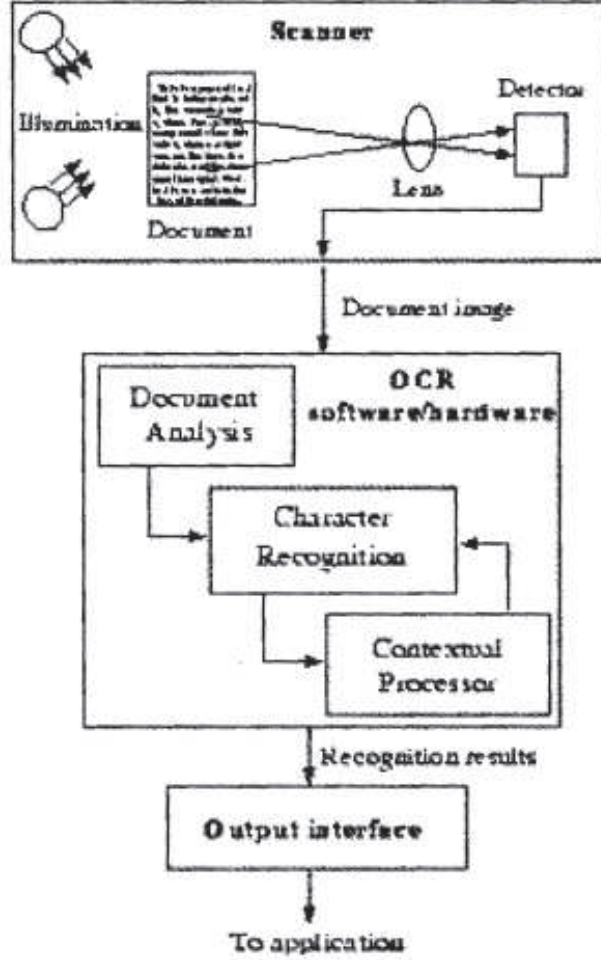 Scanner
Detector
Illumination
Lens
Document
Document image
OCR
software/hardware
Document
Analysis
Character
Recognition
Contextual
Processor
Recognition results
Output interface
To application